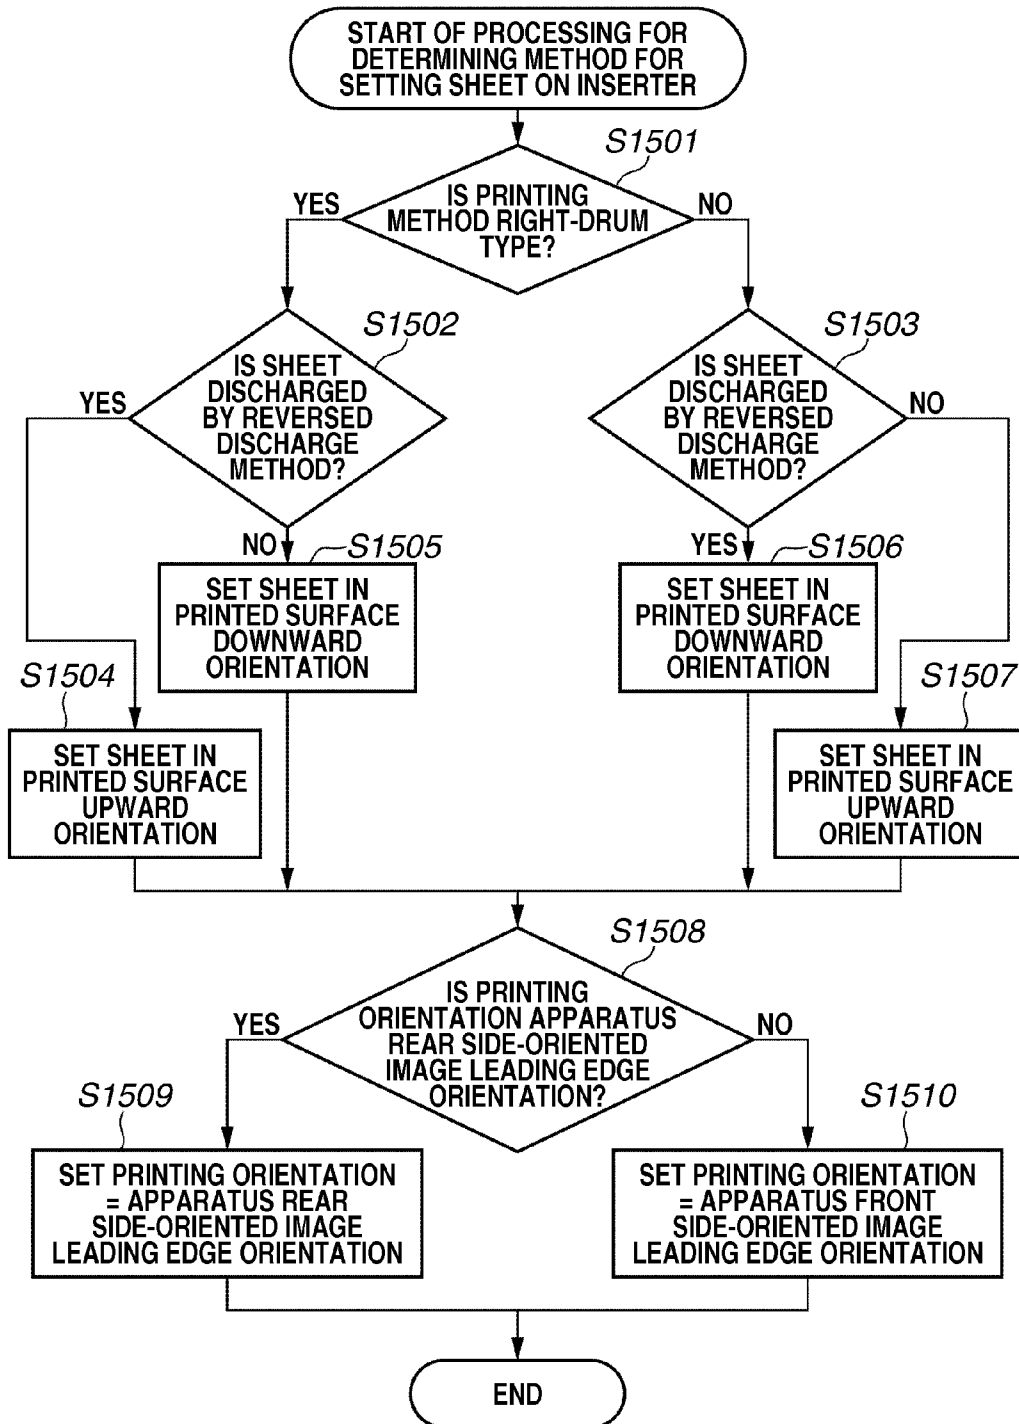 START OF PROCESSING FOR
DETERMINING METHOD FOR
SETTING SHEET ON INSERTER
S1501
IS PRINTING
METHOD RIGHT-DRUM
TYPE?
YES
NO
S1502
IS SHEET
DISCHARGED
BY REVERSED
DISCHARGE
METHOD?
YES
S1503
IS SHEET
DISCHARGED
BY REVERSED
DISCHARGE
METHOD?
NO
NO
S1505
SET SHEET IN
PRINTED SURFACE
DOWNWARD
ORIENTATION
YES
S1506
SET SHEET IN
PRINTED SURFACE
DOWNWARD
ORIENTATION
S1504
SET SHEET IN
PRINTED SURFACE
UPWARD
ORIENTATION
S1507
SET SHEET IN
PRINTED SURFACE
UPWARD
ORIENTATION
S1508
IS PRINTING
ORIENTATION APPARATUS
REAR SIDE-ORIENTED
IMAGE LEADING EDGE
ORIENTATION?
YES
NO
S1509
SET PRINTING ORIENTATION
= APPARATUS REAR
SIDE-ORIENTED IMAGE
LEADING EDGE ORIENTATION
S1510
SET PRINTING ORIENTATION
= APPARATUS FRONT
SIDE-ORIENTED IMAGE
LEADING EDGE ORIENTATION
END